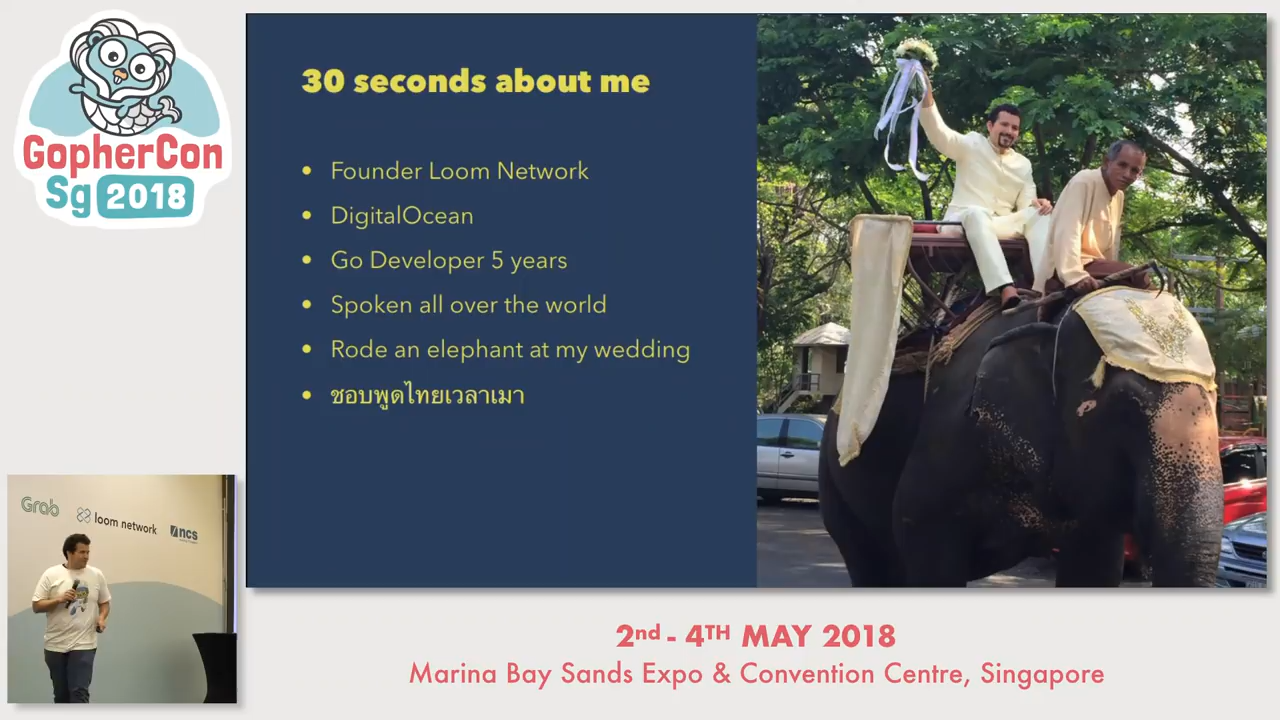 GopherCon
Sg 2018
30 seconds about me
• Founder Loom Network
• DigitalOcean
• Go Developer 5 years
• Spoken all over the world
• Rode an elephant at my wedding
• ชอบพูดไทยเวลาเมา
Grab
loom network
ncs
2nd - 4TH MAY 2018
Marina Bay Sands Expo & Convention Centre, Singapore